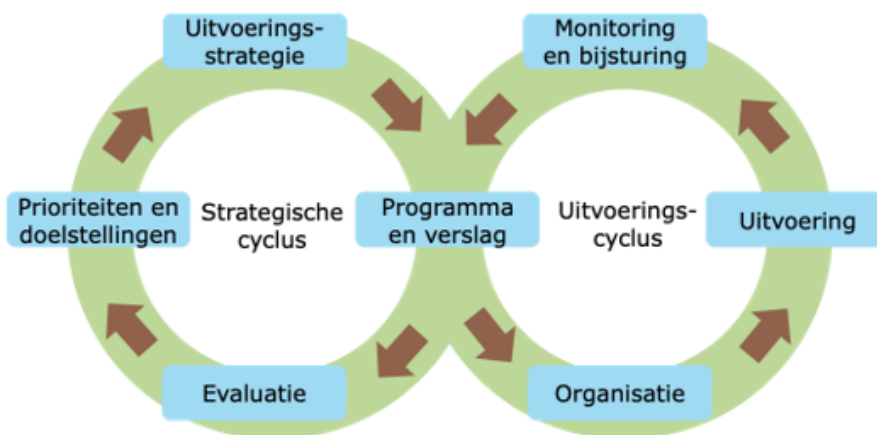 Uitvoerings-
strategie
Monitoring
en bijsturing
Prioriteiten en
doelstellingen
Strategische
cyclus
Programma
en verslag
Uitvoerings-
cyclus
Uitvoering
Evaluatie
Organisatie